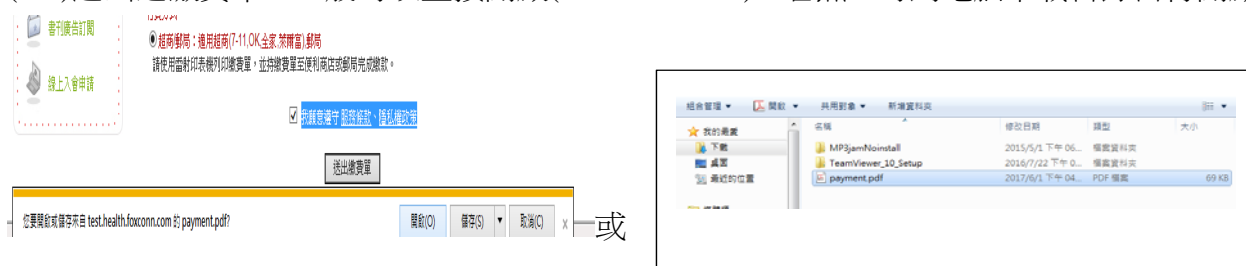 書刊廣告訂閱
線上入會申請
超商/郵局：適用超商(7-11,OK,全家,萊爾富),郵局
請使用雷射印表機列印繳費單，並持繳費單至便利商店或郵局完成繳款。
我願意遵守 服務條款、隱私權政策
送出繳費單
您要開啟或儲存來自 test.health.foxconn.com 的 payment.pdf?
開啟(O) 儲存(S) 取消(C) x
或
組合管理 開啟 共用對象 新增資料夾
我的最愛
下載
桌面
最近的位置
名稱 修改日期 類型 大小
MP3jamNoinstall 2015/5/1 下午 06... 檔案資料夾
TeamViewer_10_Setup 2016/7/22 下午 0... 檔案資料夾
payment.pdf 2017/6/1 下午 04... PDF 檔案 69 KB